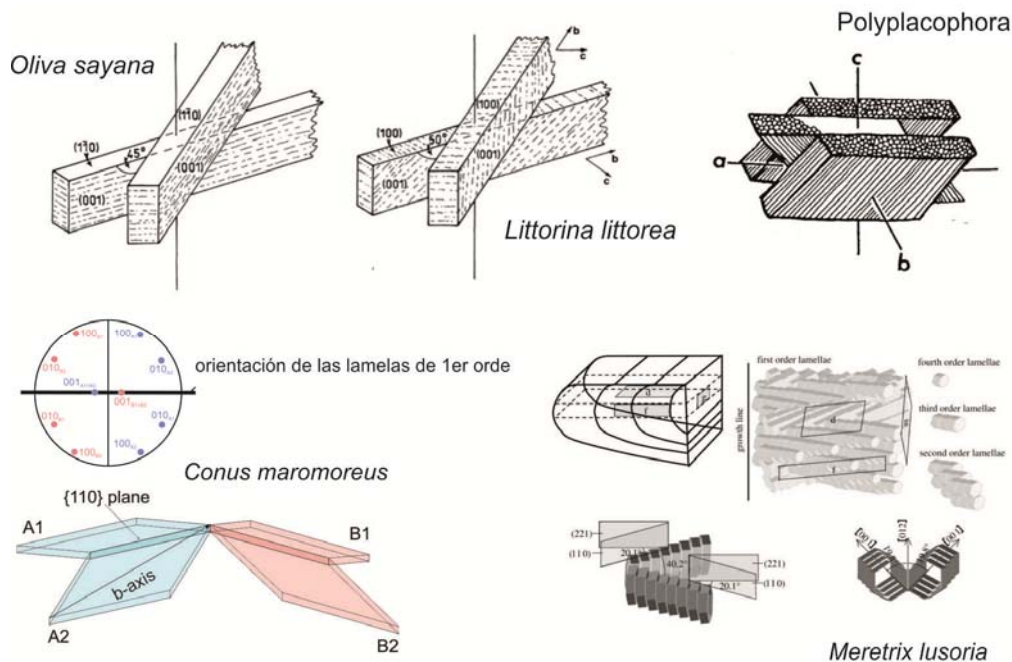 Oliva sayana
(1ī0)
(1ī0)
45°
(001)
(001)
b
c
(100)
(100)
50°
(001)
(001)
b
c
Littorina littorea
Polyplacophora
c
a
b
100
100
010
010
001
001
010
010
100
100
orientación de las lamelas de 1er orde
Conus maromoreus
{110} plane
A1
B1
b-axis
A2
B2
first order lamellae
fourth order lamellae
third order lamellae
second order lamellae
growth line
d
f
(221)
(110)
20,1°
40,2°
(221)
(110)
20,1°
[001]
[012]
[001]
Meretrix lusoria